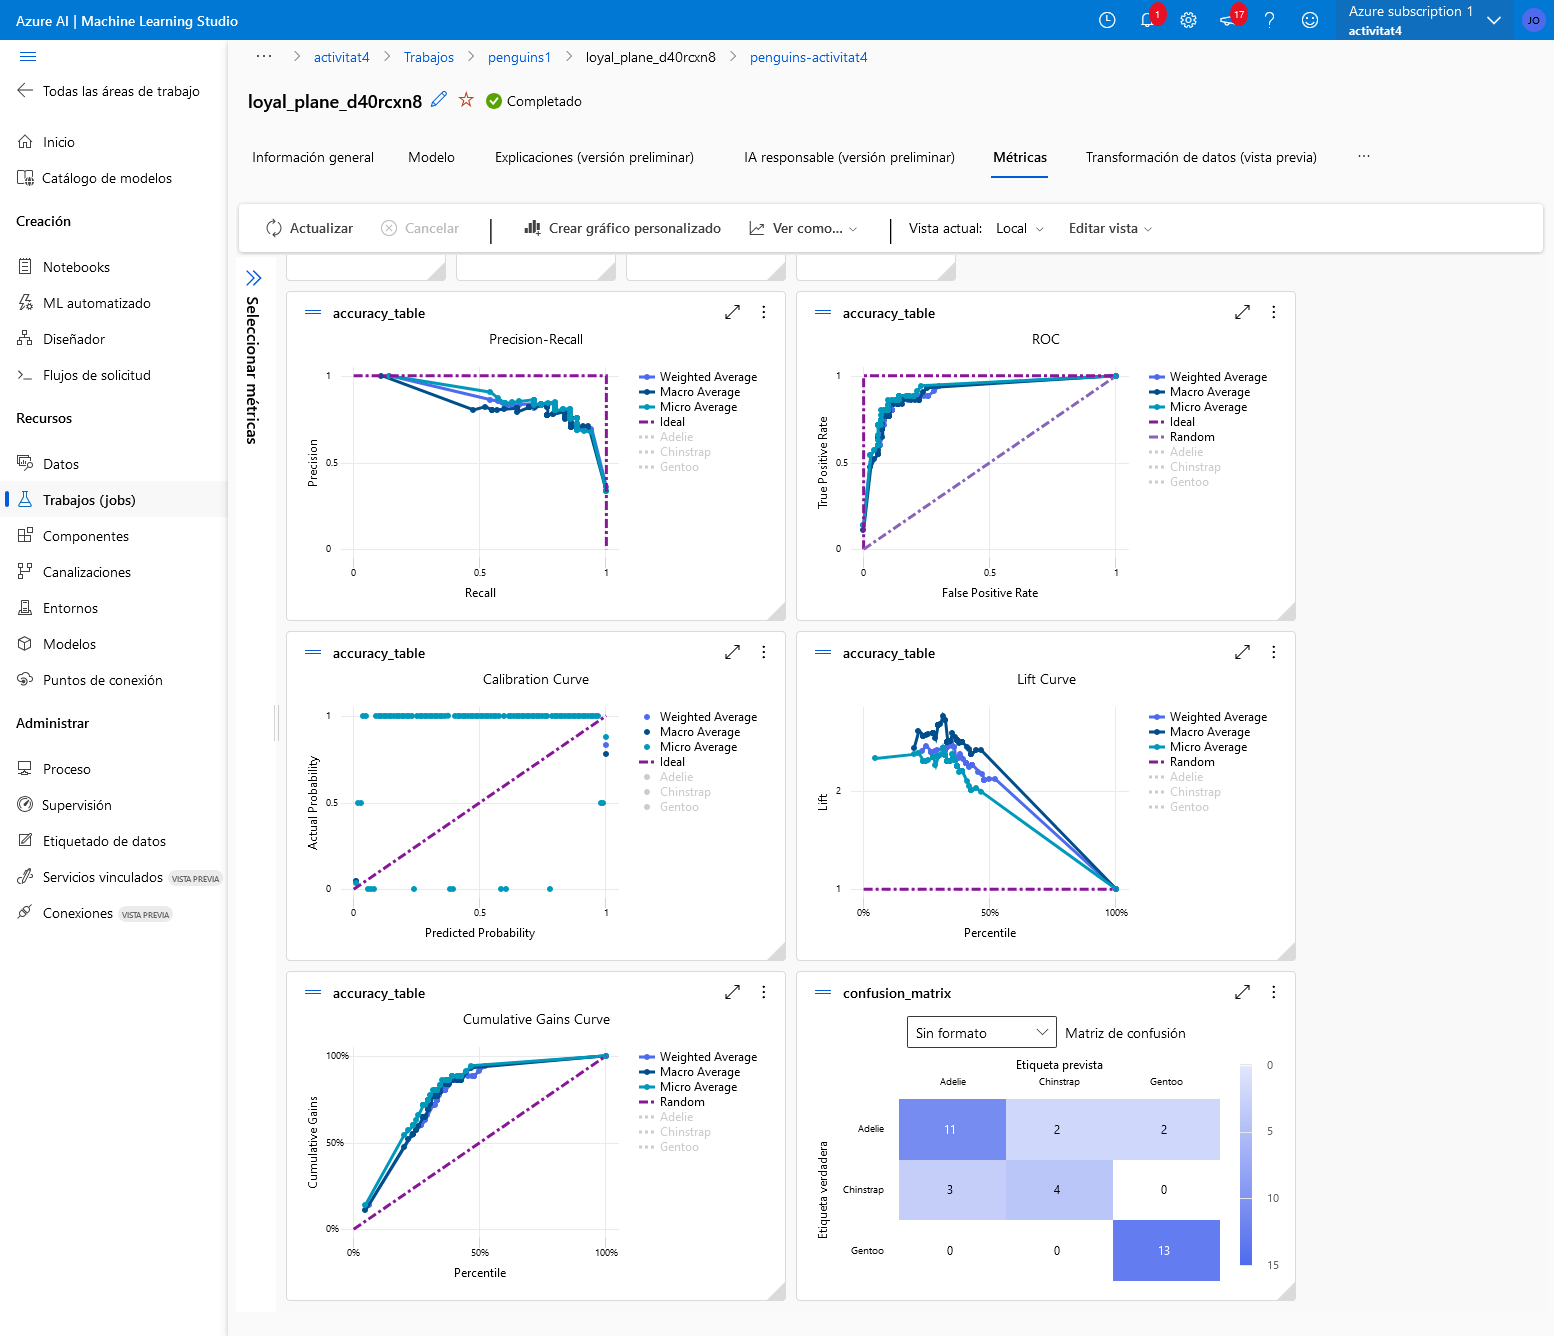 Azure AI | Machine Learning Studio
1
17
Azure subscription 1
activitat4
JO
Todas las áreas de trabajo
Inicio
Catálogo de modelos
Creación
Notebooks
ML automatizado
Diseñador
Flujos de solicitud
Recursos
Datos
Trabajos (jobs)
Componentes
Canalizaciones
Entornos
Modelos
Puntos de conexión
Administrar
Proceso
Supervisión
Etiquetado de datos
Servicios vinculados VISTA PREVIA
Conexiones VISTA PREVIA
··· > activitat4 > Trabajos > penguins1 > loyal_plane_d40rcxn8 > penguins-activitat4
loyal_plane_d40rcxn8 Completado
Información general Modelo Explicaciones (versión preliminar) IA responsable (versión preliminar) Métricas Transformación de datos (vista previa) ···
Actualizar Cancelar | Crear gráfico personalizado Ver como... | Vista actual: Local Editar vista
Seleccionar métricas
accuracy_table
Precision-Recall
Precision
1
0.5
0
0 0.5 1
Recall
Weighted Average
Macro Average
Micro Average
Ideal
Adelie
Chinstrap
Gentoo
accuracy_table
ROC
True Positive Rate
1
0.5
0
0 0.5 1
False Positive Rate
Weighted Average
Macro Average
Micro Average
Ideal
Random
Adelie
Chinstrap
Gentoo
accuracy_table
Calibration Curve
Actual Probability
1
0.5
0
0 0.5 1
Predicted Probability
Weighted Average
Macro Average
Micro Average
Ideal
Adelie
Chinstrap
Gentoo
accuracy_table
Lift Curve
Lift
2
1
0% 50% 100%
Percentile
Weighted Average
Macro Average
Micro Average
Random
Adelie
Chinstrap
Gentoo
accuracy_table
Cumulative Gains Curve
Cumulative Gains
100%
50%
0%
0% 50% 100%
Percentile
Weighted Average
Macro Average
Micro Average
Random
Adelie
Chinstrap
Gentoo
confusion_matrix
Sin formato Matriz de confusión
Etiqueta prevista
Adelie Chinstrap Gentoo
Etiqueta verdadera
Adelie 11 2 2
Chinstrap 3 4 0
Gentoo 0 0 13
0
5
10
15